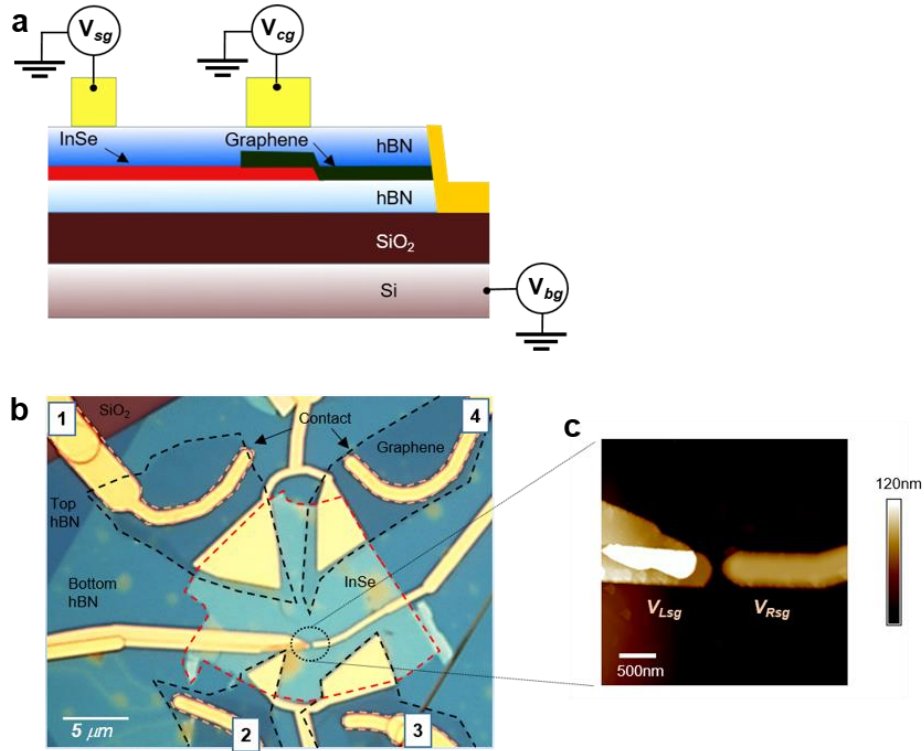 a
Vsg
Vcg
InSe
Graphene
hBN
hBN
SiO2
Si
Vbg
b
1
SiO2
Contact
4
Graphene
Top
hBN
Bottom
hBN
InSe
5 μm
2
3
c
120nm
VLsg
VRsg
500nm